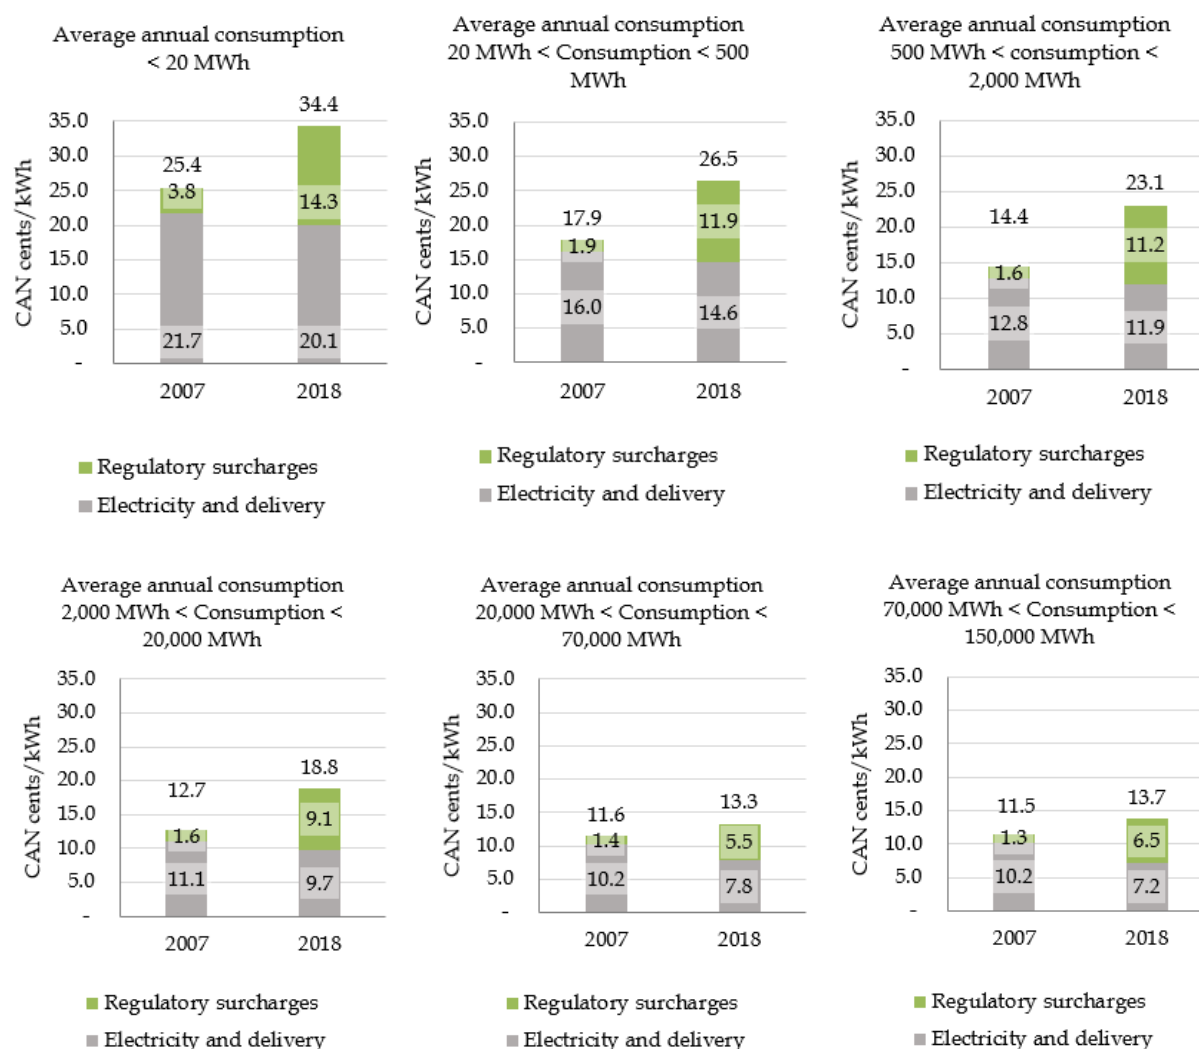 Average annual consumption
< 20 MWh
CAN cents/kWh
35.0
30.0
25.0
20.0
15.0
10.0
5.0
-
25.4
3.8
21.7
34.4
14.3
20.1
2007 2018
Regulatory surcharges
Electricity and delivery
Average annual consumption
20 MWh < Consumption < 500
MWh
CAN cents/kWh
35.0
30.0
25.0
20.0
15.0
10.0
5.0
-
17.9
1.9
16.0
26.5
11.9
14.6
2007 2018
Regulatory surcharges
Electricity and delivery
Average annual consumption
500 MWh < consumption <
2,000 MWh
CAN cents/kWh
35.0
30.0
25.0
20.0
15.0
10.0
5.0
-
14.4
1.6
12.8
23.1
11.2
11.9
2007 2018
Regulatory surcharges
Electricity and delivery
Average annual consumption
2,000 MWh < Consumption <
20,000 MWh
CAN cents/kWh
35.0
30.0
25.0
20.0
15.0
10.0
5.0
-
12.7
1.6
11.1
18.8
9.1
9.7
2007 2018
Regulatory surcharges
Electricity and delivery
Average annual consumption
20,000 MWh < Consumption <
70,000 MWh
CAN cents/kWh
35.0
30.0
25.0
20.0
15.0
10.0
5.0
-
11.6
1.4
10.2
13.3
5.5
7.8
2007 2018
Regulatory surcharges
Electricity and delivery
Average annual consumption
70,000 MWh < Consumption <
150,000 MWh
CAN cents/kWh
35.0
30.0
25.0
20.0
15.0
10.0
5.0
-
11.5
1.3
10.2
13.7
6.5
7.2
2007 2018
Regulatory surcharges
Electricity and delivery